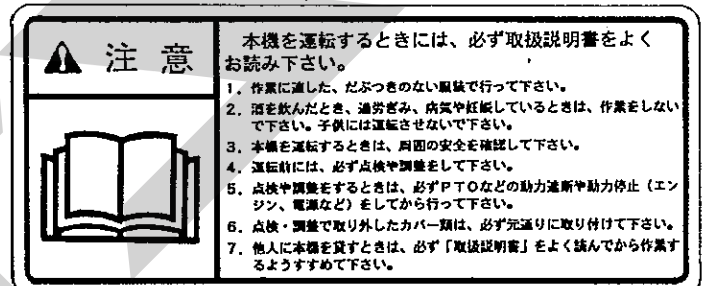 注意
本機を運転するときには、必ず取扱説明書をよく
お読み下さい。
1. 作業に適した、だぶつきのない服装で行って下さい。
2. 酒を飲んだとき、過労ぎみ、病気や妊娠しているときは、作業をしない
で下さい。子供には運転させないで下さい。
3. 本機を運転するときは、周囲の安全を確認して下さい。
4. 運転前には、必ず点検や調整をして下さい。
5. 点検や調整をするときは、必ずPTOなどの動力遮断や動力停止（エン
ジン、電源など）をしてから行って下さい。
6. 点検・調整で取り外したカバー類は、必ず元通りに取り付けて下さい。
7. 他人に本機を貸すときは、必ず「取扱説明書」をよく読んでから作業す
るようすすめて下さい。